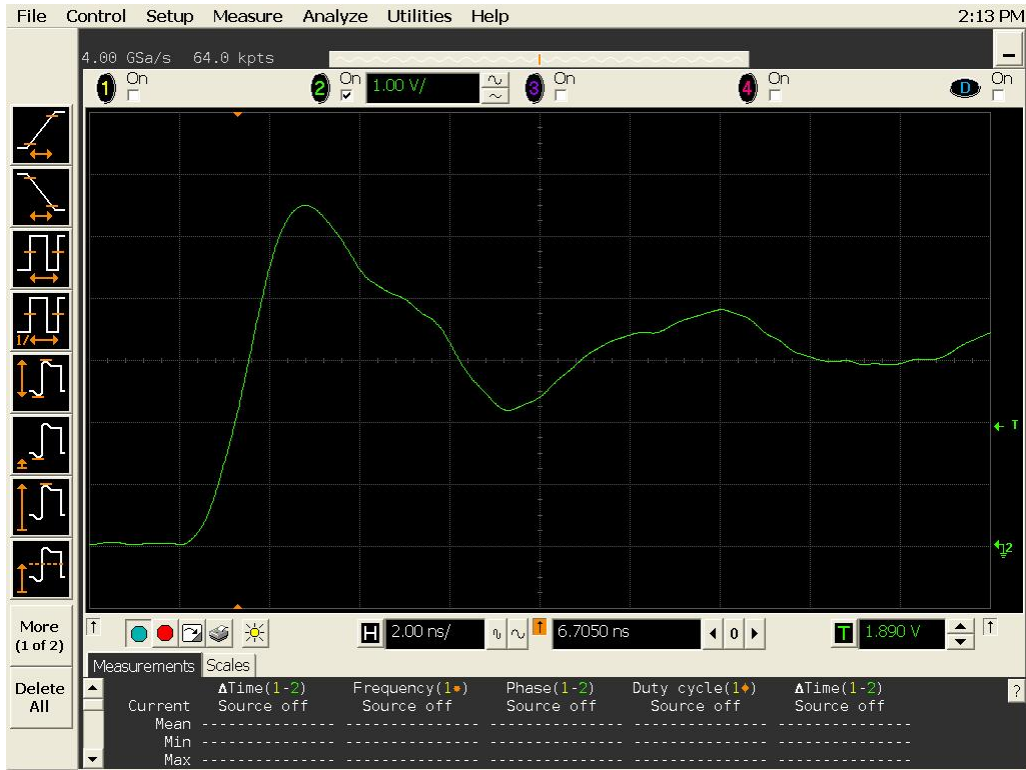 File Control Setup Measure Analyze Utilities Help 2:13 PM
4.00 GSa/s 64.0 kpts
1 On 2 On 1.00 V/ 3 On 4 On D On
T
2
1/
More
(1 of 2)
Delete
All
H 2.00 ns/ 6.7050 ns 0 T 1.890 V
Measurements Scales
ΔTime(1-2) Frequency(1) Phase(1-2) Duty cycle(1) ΔTime(1-2) ?
Current Source off Source off Source off Source off Source off
Mean --------------- --------------- --------------- --------------- ---------------
Min --------------- --------------- --------------- --------------- ---------------
Max --------------- --------------- --------------- --------------- ---------------